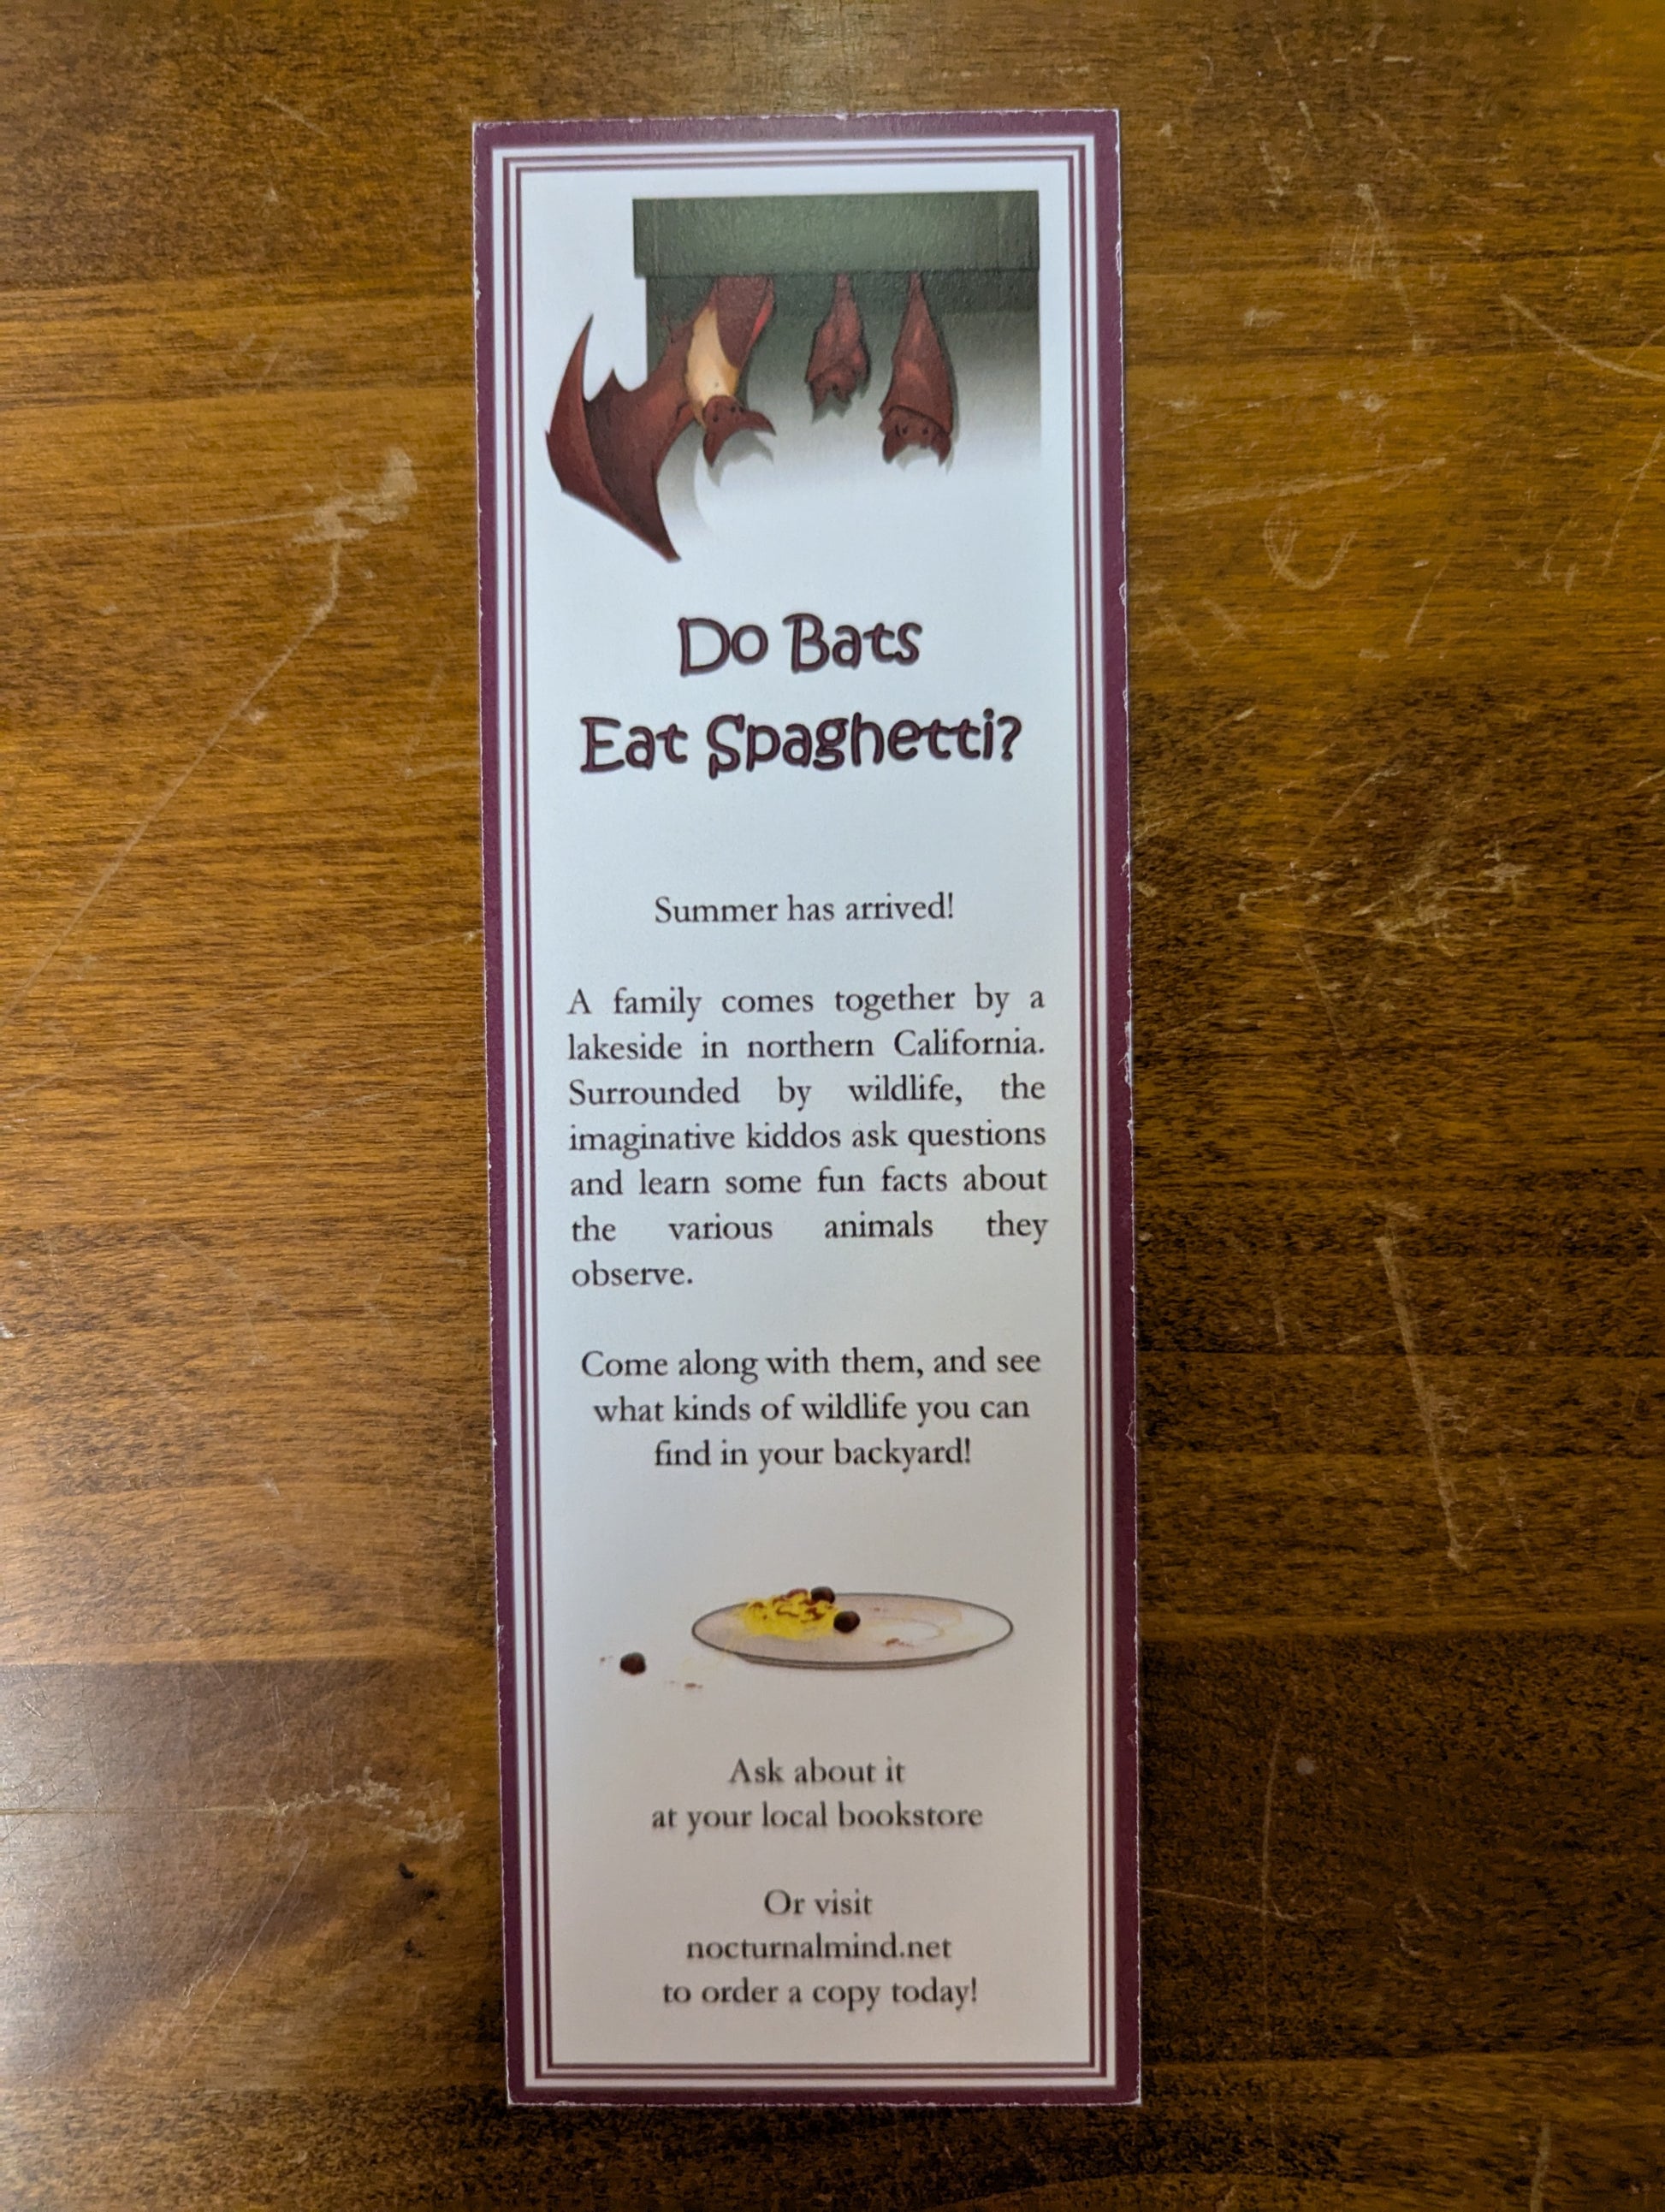 Do Bats
Eat Spaghetti?
Summer has arrived!
A family comes together by a
lakeside in northern California.
Surrounded by wildlife, the
imaginative kiddos ask questions
and learn some fun facts about
the various animals they
observe.
Come along with them, and see
what kinds of wildlife you can
find in your backyard!
Ask about it
at your local bookstore
Or visit
nocturnalmind.net
to order a copy today!